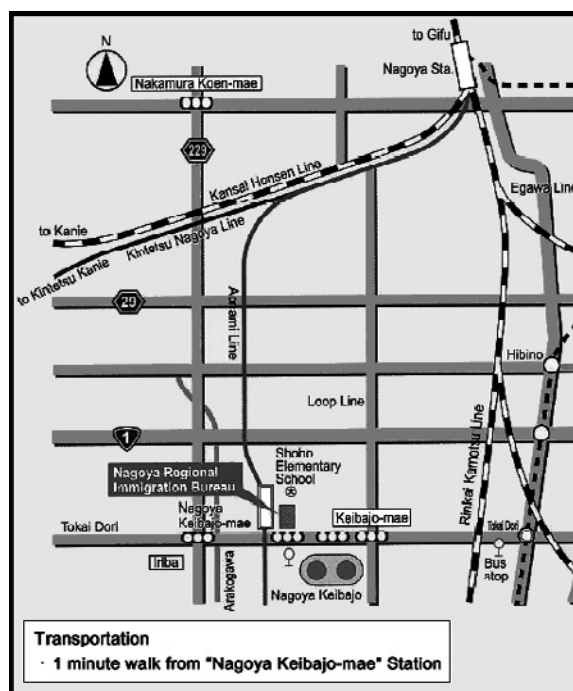 to Gifu
N
Nagoya Sta.
Nakamura Koen-mae
229
Kansai Honsen Line
Egawa Line
to Kanie
Kintetsu Nagoya Line
to Kintetsu Kanie
29
Aonami Line
Hibino
Loop Line
1
Shoho
Elementary
School
Rinkai Kamotsu Line
Nagoya Regional
Immigration Bureau
Nagoya
Keibajo-mae
Keibajo-mae
Tokai Dori
Tokai Dori
Iriba
Arakogawa
Nagoya Keibajo
Bus
stop
Transportation
· 1 minute walk from "Nagoya Keibajo-mae" Station